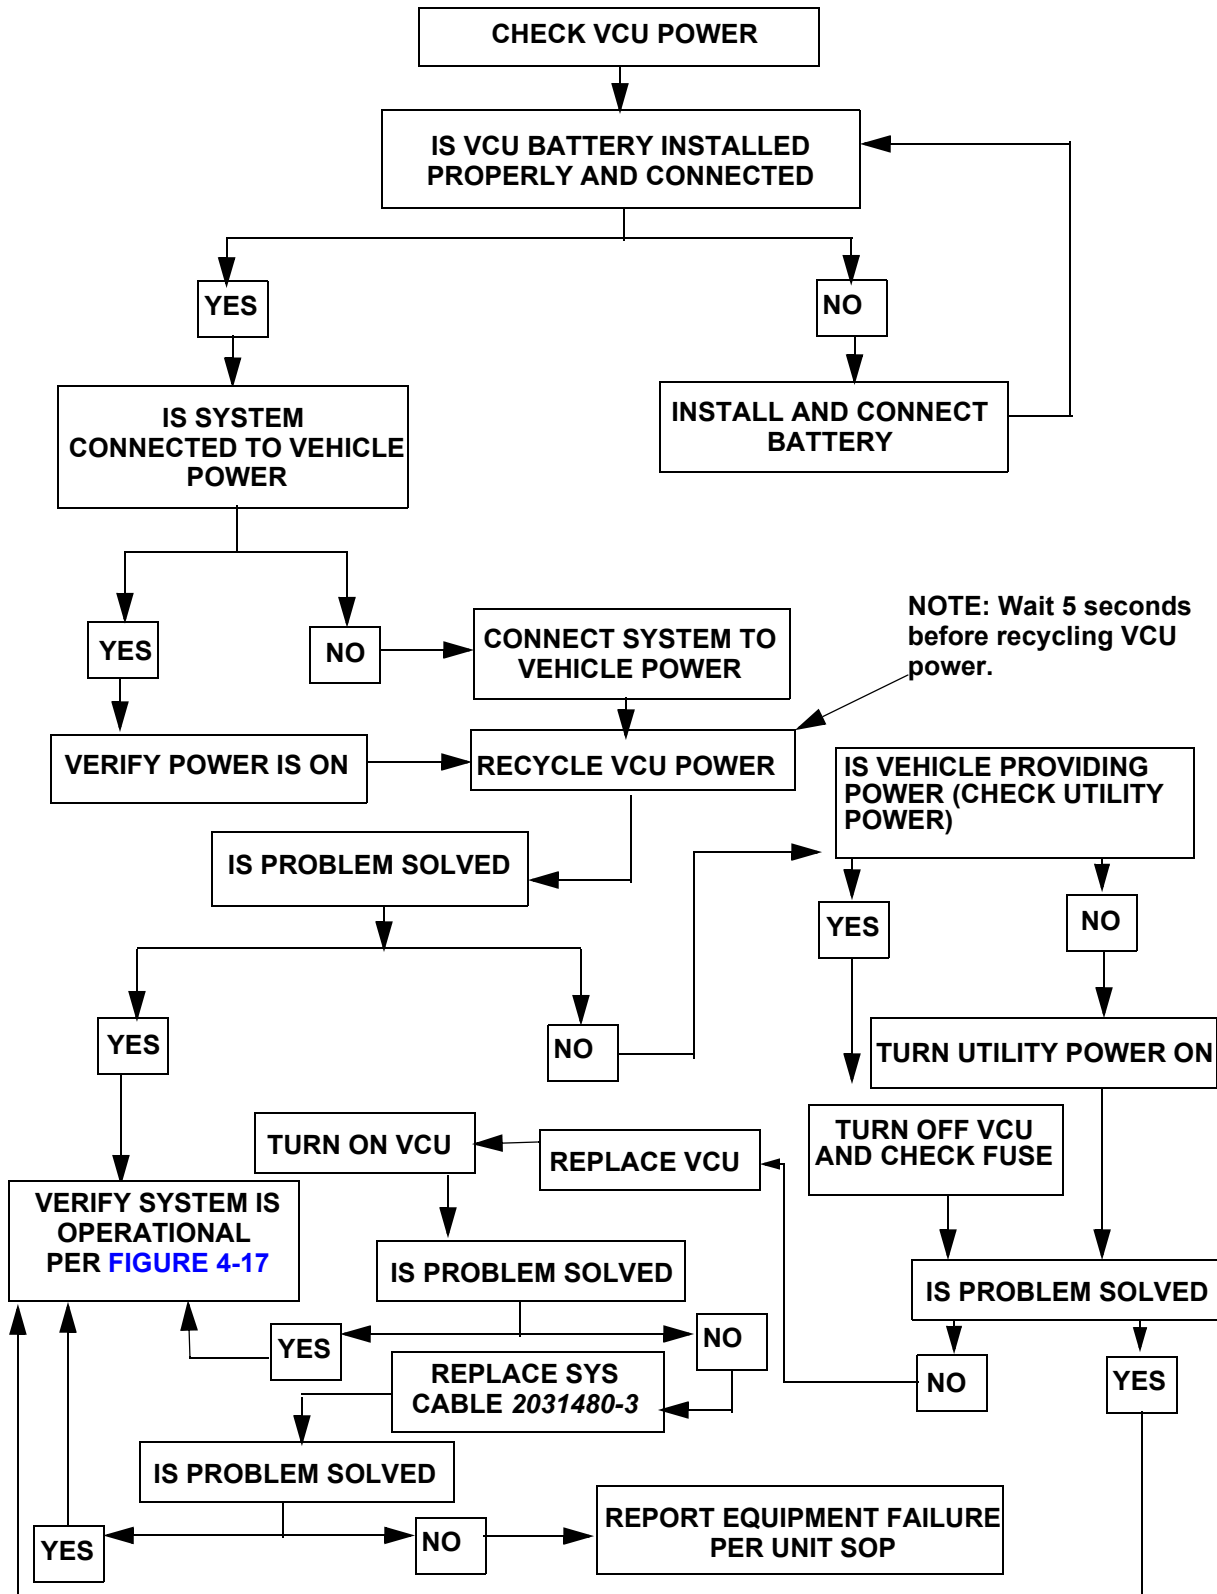 CHECK VCU POWER
IS VCU BATTERY INSTALLED
PROPERLY AND CONNECTED
YES
NO
IS SYSTEM
CONNECTED TO VEHICLE
POWER
INSTALL AND CONNECT
BATTERY
YES
NO
CONNECT SYSTEM TO
VEHICLE POWER
NOTE: Wait 5 seconds
before recycling VCU
power.
VERIFY POWER IS ON
RECYCLE VCU POWER
IS VEHICLE PROVIDING
POWER (CHECK UTILITY
POWER)
IS PROBLEM SOLVED
YES
NO
YES
NO
TURN UTILITY POWER ON
TURN ON VCU
REPLACE VCU
TURN OFF VCU
AND CHECK FUSE
VERIFY SYSTEM IS
OPERATIONAL
PER FIGURE 4-17
IS PROBLEM SOLVED
IS PROBLEM SOLVED
YES
NO
NO
YES
REPLACE SYS
CABLE 2031480-3
IS PROBLEM SOLVED
YES
NO
REPORT EQUIPMENT FAILURE
PER UNIT SOP